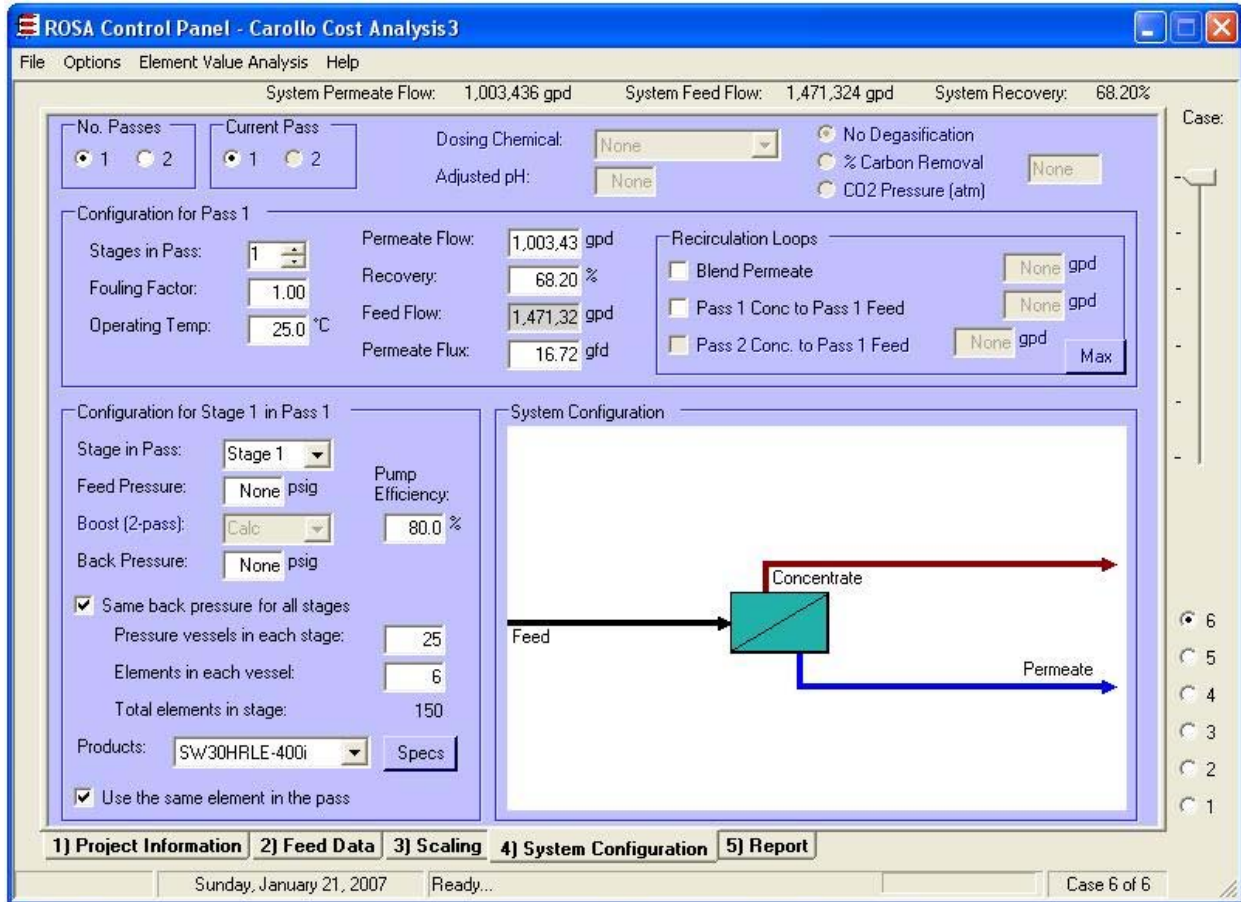 ROSA Control Panel - Carollo Cost Analysis3
File Options Element Value Analysis Help
System Permeate Flow: 1,003,436 gpd System Feed Flow: 1,471,324 gpd System Recovery: 68.20%
Case:
No. Passes
1 2
Current Pass
1 2
Dosing Chemical: None
Adjusted pH: None
No Degasification
% Carbon Removal
CO2 Pressure (atm)
None
Configuration for Pass 1
Stages in Pass: 1
Fouling Factor: 1.00
Operating Temp: 25.0 °C
Permeate Flow: 1,003,43 gpd
Recovery: 68.20 %
Feed Flow: 1,471,32 gpd
Permeate Flux: 16.72 gfd
Recirculation Loops
Blend Permeate None gpd
Pass 1 Conc to Pass 1 Feed None gpd
Pass 2 Conc. to Pass 1 Feed None gpd
Max
Configuration for Stage 1 in Pass 1
Stage in Pass: Stage 1
Feed Pressure: None psig
Boost (2-pass): Calc
Back Pressure: None psig
Pump
Efficiency:
80.0 %
Same back pressure for all stages
Pressure vessels in each stage: 25
Elements in each vessel: 6
Total elements in stage: 150
Products: SW30HRLE-400i Specs
Use the same element in the pass
System Configuration
Concentrate
Feed
Permeate
6
5
4
3
2
1
1) Project Information 2) Feed Data 3) Scaling 4) System Configuration 5) Report
Sunday, January 21, 2007 Ready... Case 6 of 6